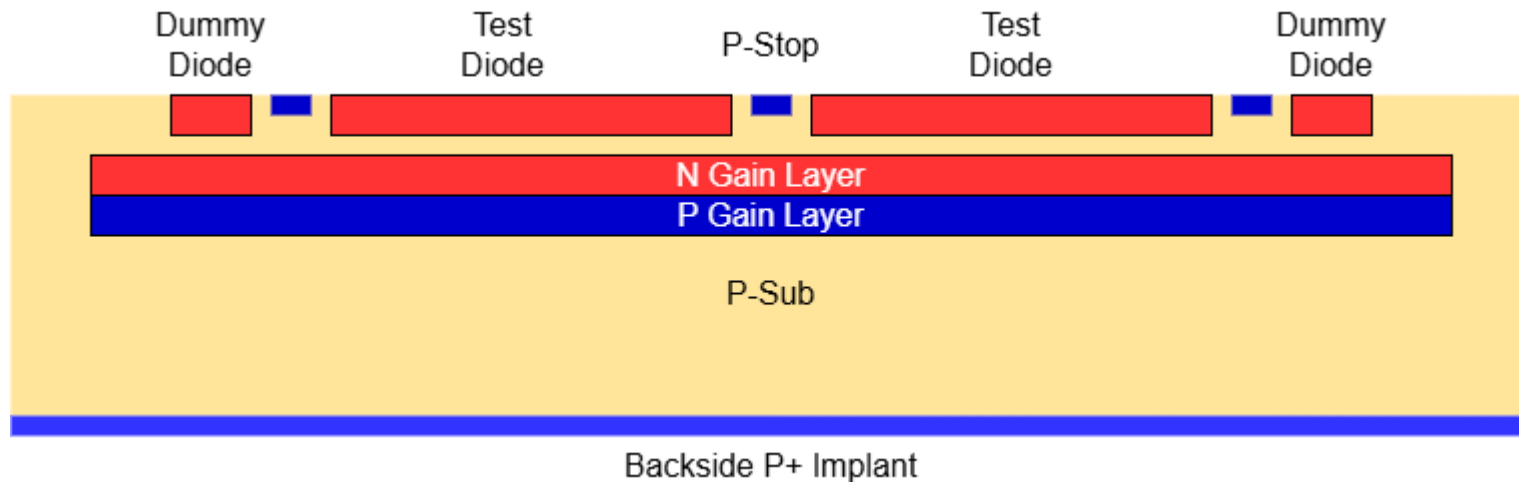 Dummy
Diode
Test
Diode
P-Stop
Test
Diode
Dummy
Diode
N Gain Layer
P Gain Layer
P-Sub
Backside P+ Implant